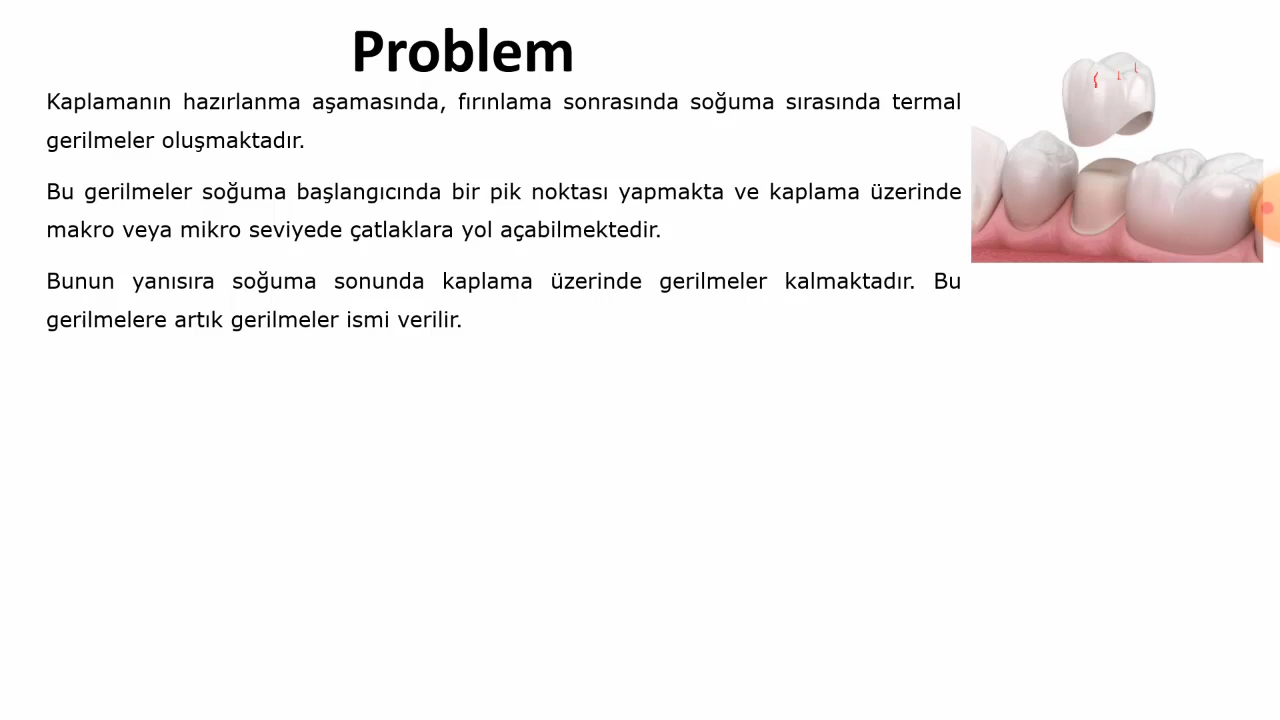 Problem
Kaplamanın hazırlanma aşamasında, fırınlama sonrasında soğuma sırasında termal
gerilmeler oluşmaktadır.
Bu gerilmeler soğuma başlangıcında bir pik noktası yapmakta ve kaplama üzerinde
makro veya mikro seviyede çatlaklara yol açabilmektedir.
Bunun yanısıra soğuma sonunda kaplama üzerinde gerilmeler kalmaktadır. Bu
gerilmelere artık gerilmeler ismi verilir.